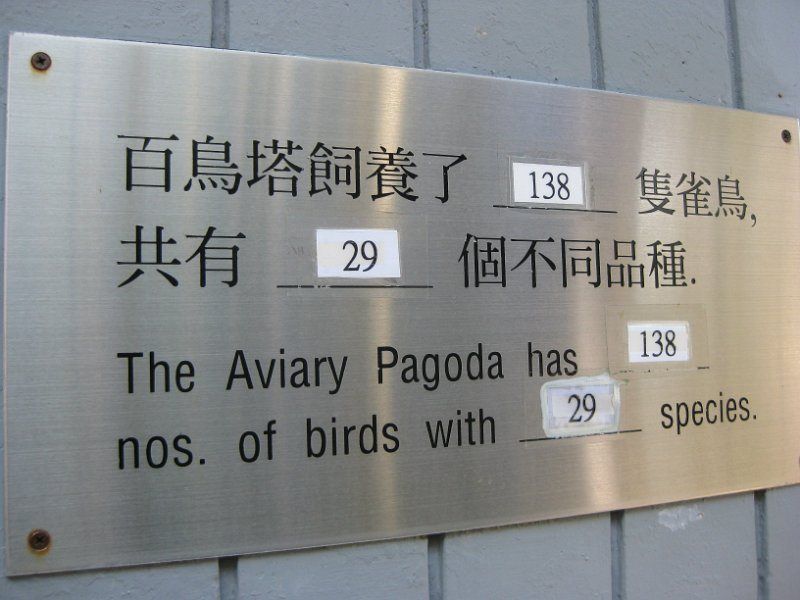 百鳥塔飼養了 138 隻雀鳥,
共有 29 個不同品種.
The Aviary Pagoda has 138
nos. of birds with 29 species.